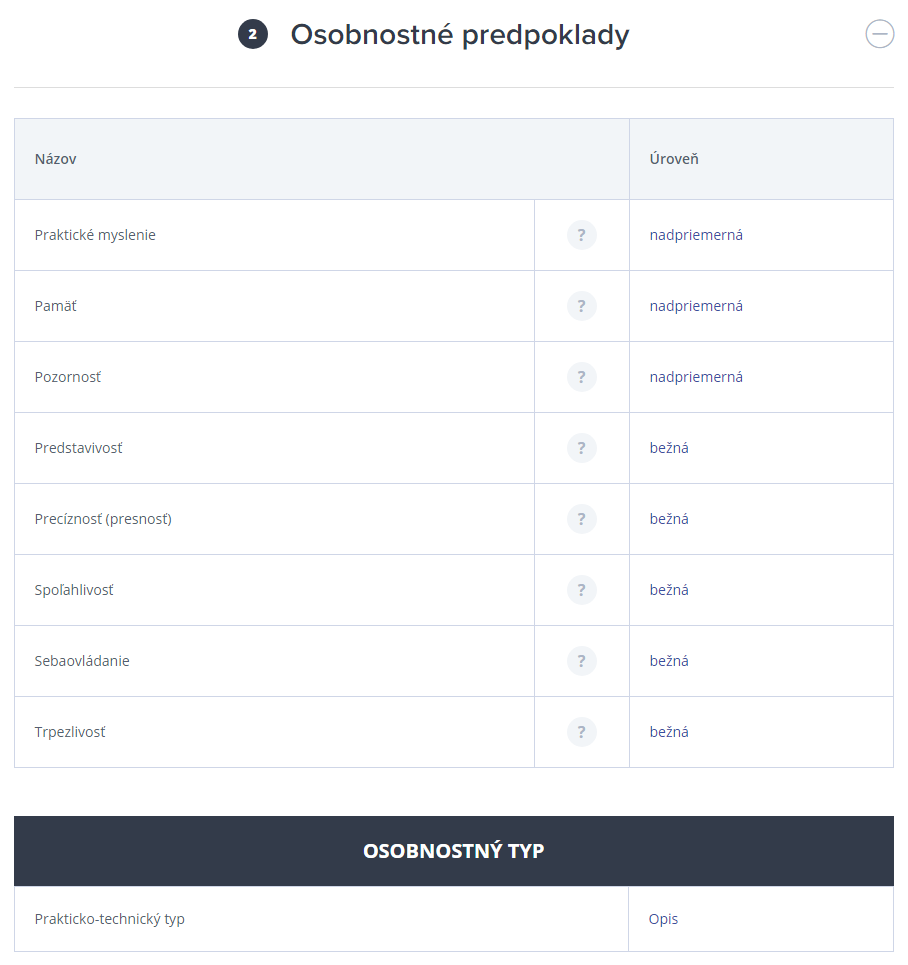 2 Osobnostné predpoklady
Názov Úroveň
Praktické myslenie ? nadpriemerná
Pamäť ? nadpriemerná
Pozornosť ? nadpriemerná
Predstavivosť ? bežná
Precíznosť (presnosť) ? bežná
Spoľahlivosť ? bežná
Sebaovládanie ? bežná
Trpezlivosť ? bežná
OSOBNOSTNÝ TYP
Prakticko-technický typ Opis